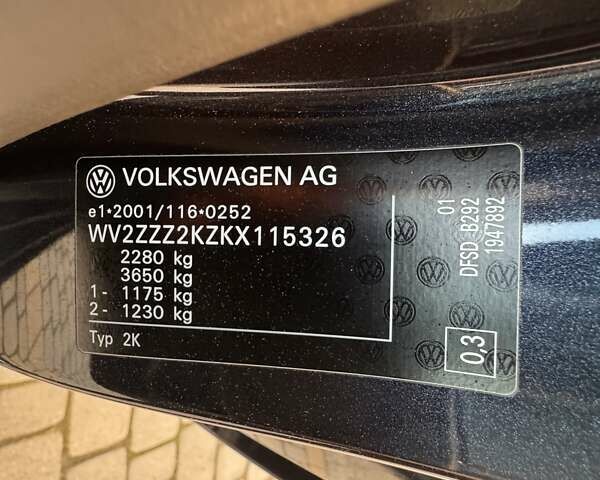 VOLKSWAGEN AG
e1*2001/116*0252
WV2ZZZ2KZKX115326
2280 kg
3650 kg
1- 1175 kg
2- 1230 kg
Typ 2K
01
DFSD B292
1947892
0,3